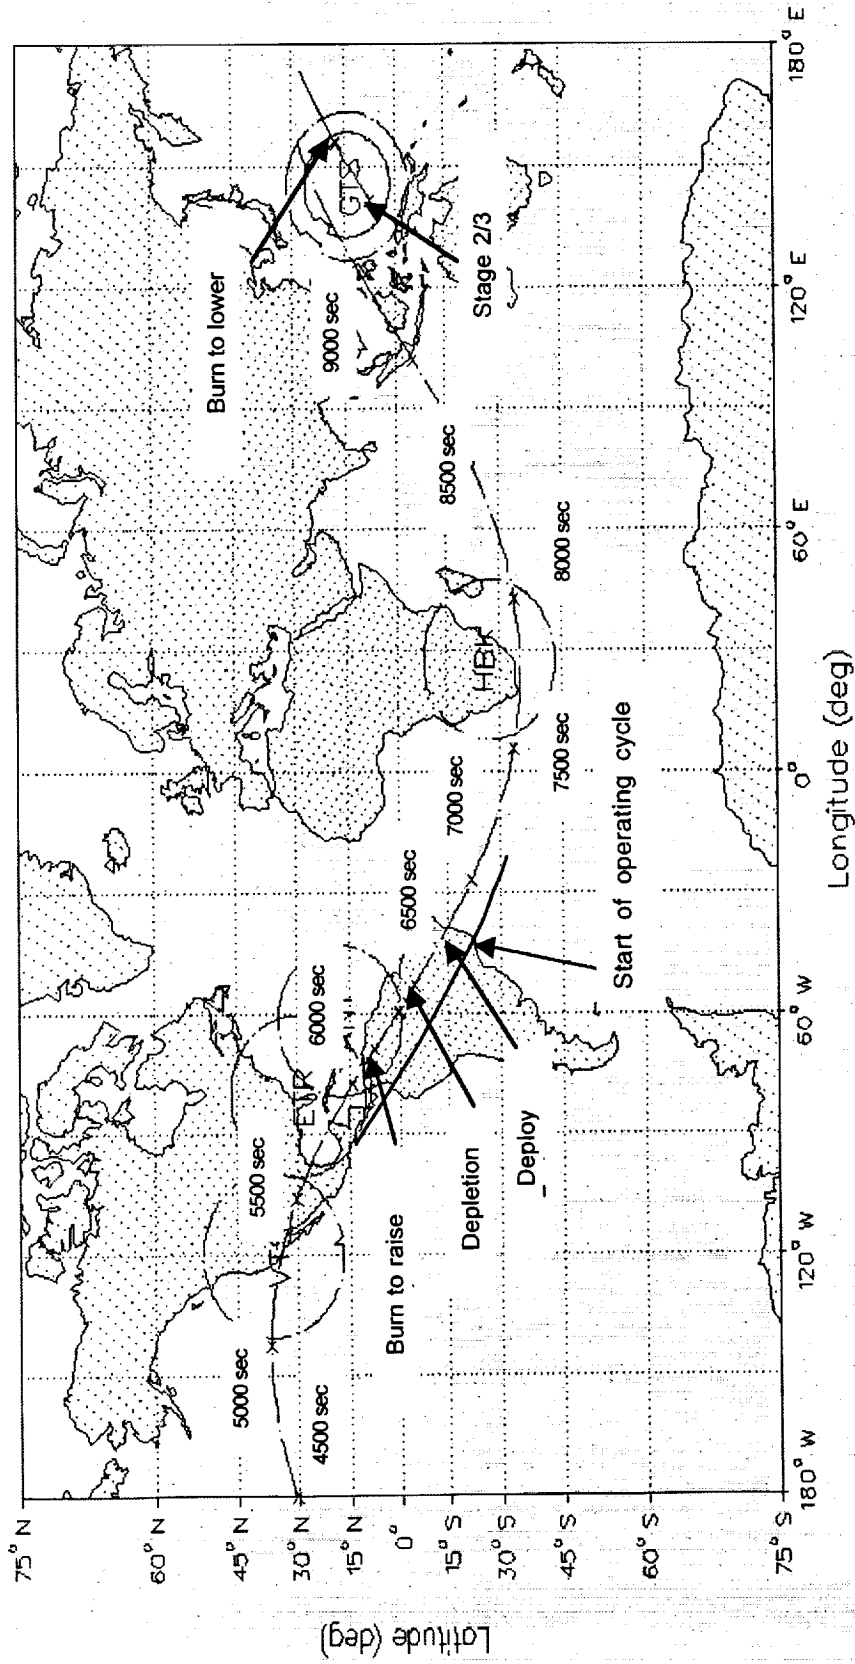 Burn to lower
9000 sec
GTS
Stage 2/3
8500 sec
8000 sec
HBK
7500 sec
7000 sec
Start of operating cycle
6500 sec
6000 sec
ETR
5500 sec
Deploy
Depletion
Burn to raise
5000 sec
4500 sec
75° N
60° N
45° N
30° N
15° N
0°
15° S
30° S
45° S
60° S
75° S
Latitude (deg)
180° W
120° W
60° W
0°
60° E
120° E
180° E
Longitude (deg)